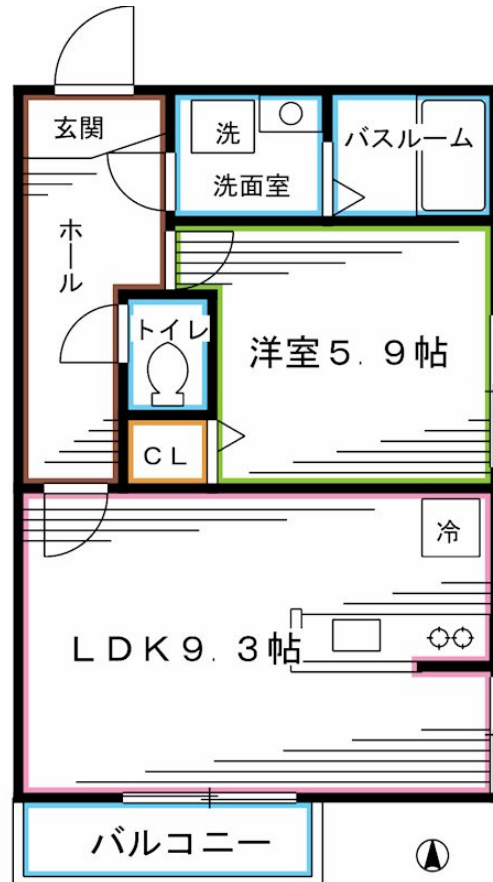 玄関
洗
洗面室
バスルーム
ホール
トイレ
洋室5.9帖
CL
冷
LDK9.3帖
バルコニー